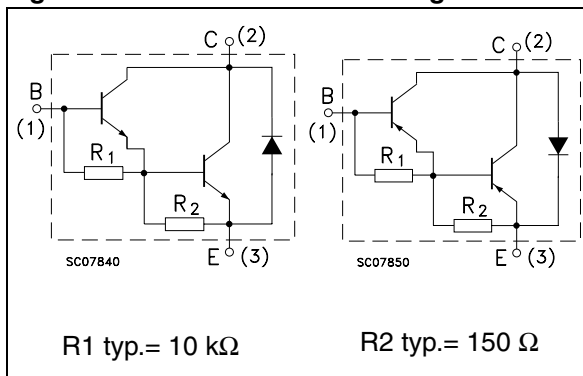 C (2)
B
(1)
R1
R2
E (3)
SC07840
C (2)
B
(1)
R1
R2
E (3)
SC07850
R1 typ.= 10 kΩ
R2 typ.= 150 Ω